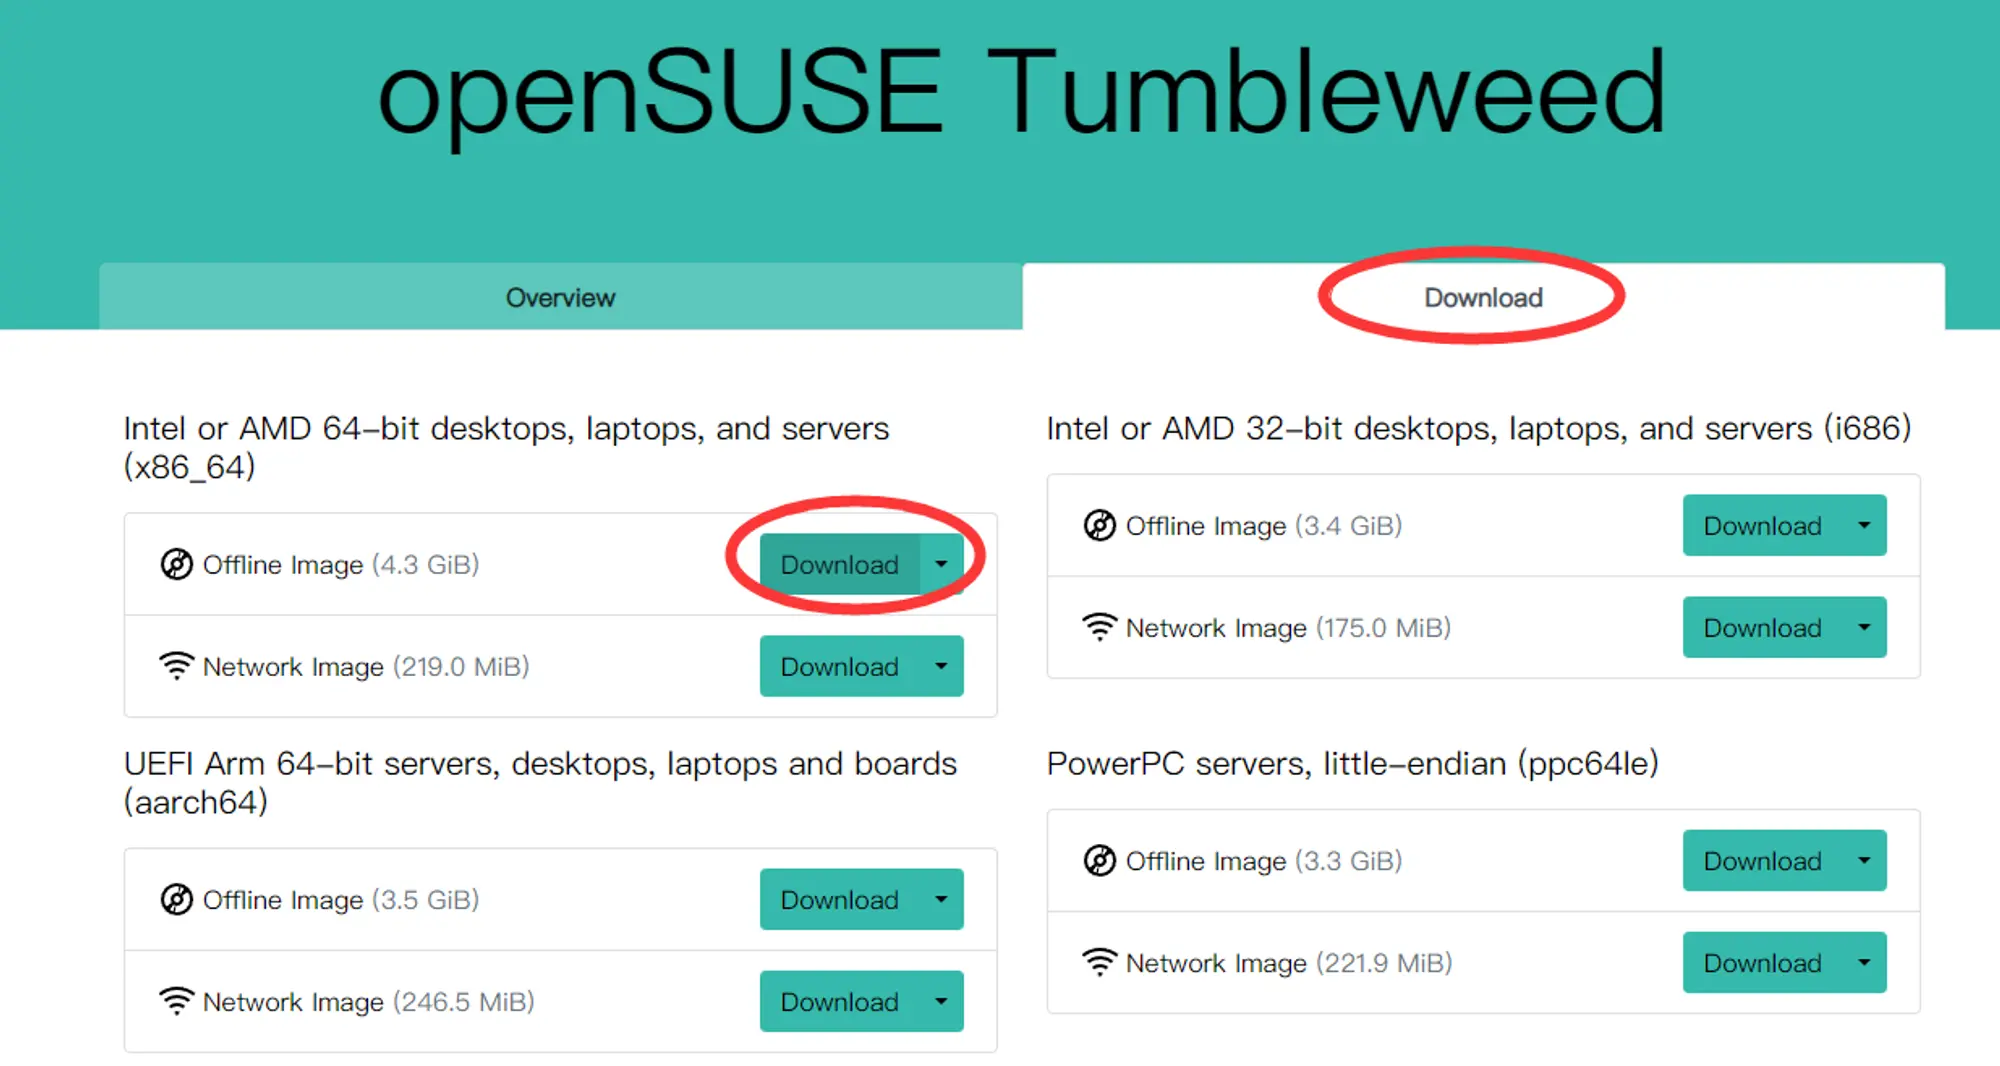 openSUSE Tumbleweed
Overview
Download
Intel or AMD 64-bit desktops, laptops, and servers
(x86_64)
Offline Image (4.3 GiB)
Download
Network Image (219.0 MiB)
Download
Intel or AMD 32-bit desktops, laptops, and servers (i686)
Offline Image (3.4 GiB)
Download
Network Image (175.0 MiB)
Download
UEFI Arm 64-bit servers, desktops, laptops and boards
(aarch64)
Offline Image (3.5 GiB)
Download
Network Image (246.5 MiB)
Download
PowerPC servers, little-endian (ppc64le)
Offline Image (3.3 GiB)
Download
Network Image (221.9 MiB)
Download